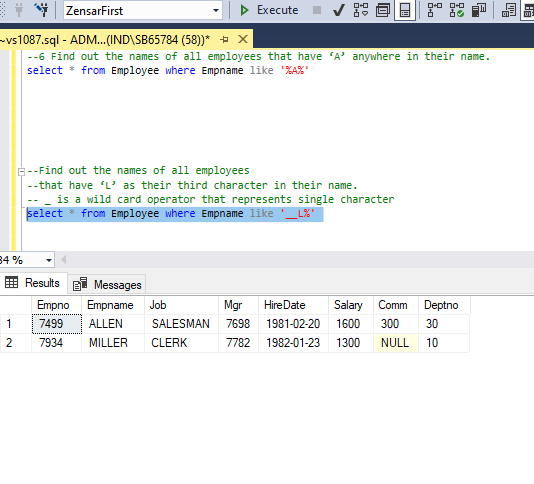 ZensarFirst
Execute
~vs1087.sql - ADM...(IND\SB65784 (58))*
--6 Find out the names of all employees that have ‘A’ anywhere in their name.
select * from Employee where Empname like '%A%'
--Find out the names of all employees
--that have ‘L’ as their third character in their name.
-- _ is a wild card operator that represents single character
select * from Employee where Empname like '__L%'
34 %
Results Messages
Empno Empname Job Mgr HireDate Salary Comm Deptno
1 7499 ALLEN SALESMAN 7698 1981-02-20 1600 300 30
2 7934 MILLER CLERK 7782 1982-01-23 1300 NULL 10